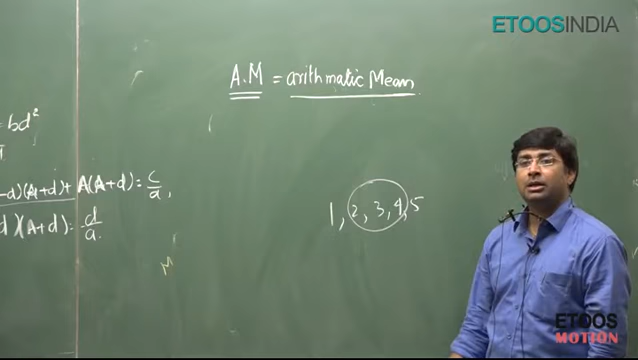 ETOOSINDIA
A.M = arithmatic Mean
= bd²
-d)(A+d)+ A(A+d) = c/a,
d)(A+d) = d/a.
1, 2, 3, 4, 5
M
ETOOS
MOTION